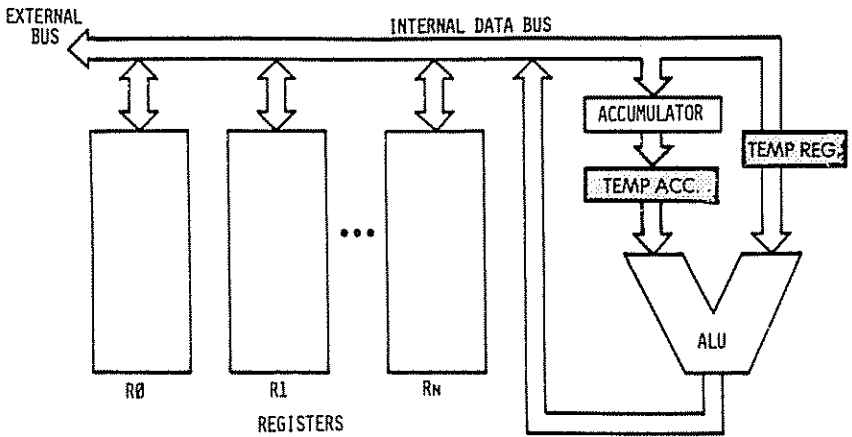 EXTERNAL
BUS
INTERNAL DATA BUS
ACCUMULATOR
TEMP REG.
TEMP ACC.
•••
ALU
RØ
R1
RN
REGISTERS